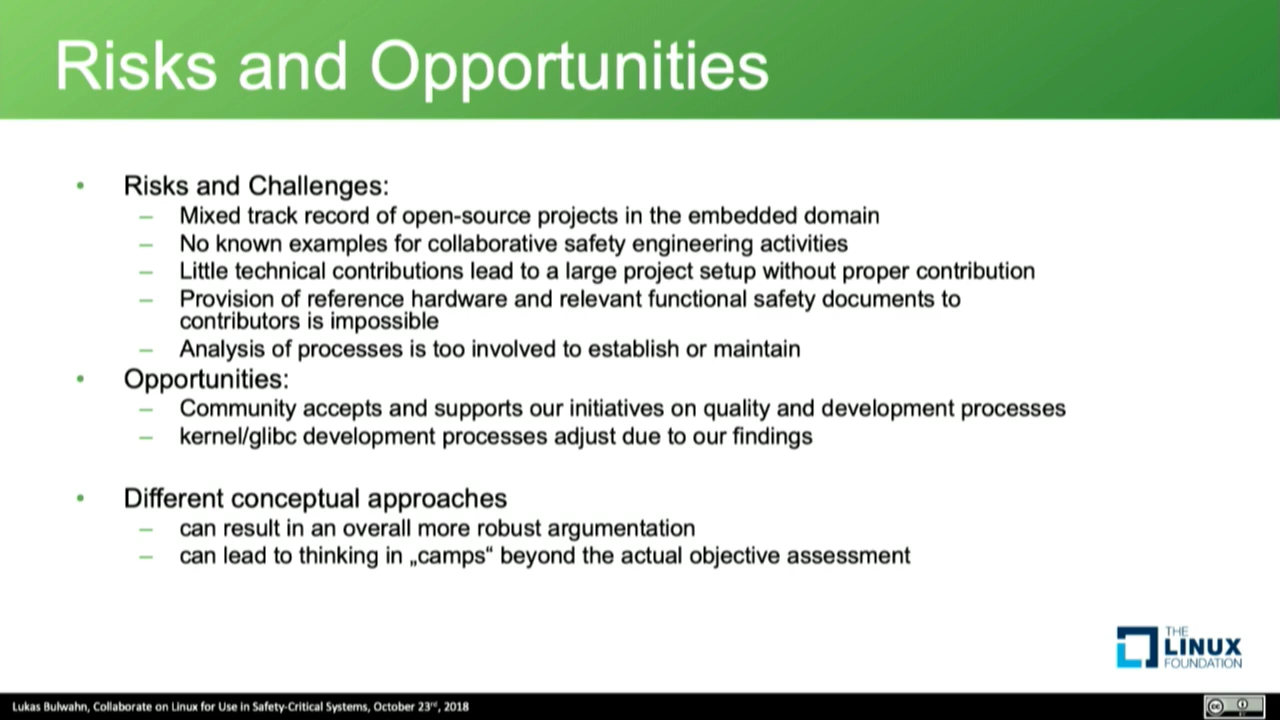 Risks and Opportunities
• Risks and Challenges:
– Mixed track record of open-source projects in the embedded domain
– No known examples for collaborative safety engineering activities
– Little technical contributions lead to a large project setup without proper contribution
– Provision of reference hardware and relevant functional safety documents to
contributors is impossible
– Analysis of processes is too involved to establish or maintain
• Opportunities:
– Community accepts and supports our initiatives on quality and development processes
– kernel/glibc development processes adjust due to our findings
• Different conceptual approaches
– can result in an overall more robust argumentation
– can lead to thinking in „camps“ beyond the actual objective assessment
THE
LINUX
FOUNDATION
Lukas Bulwahn, Collaborate on Linux for Use in Safety-Critical Systems, October 23rd, 2018
cc